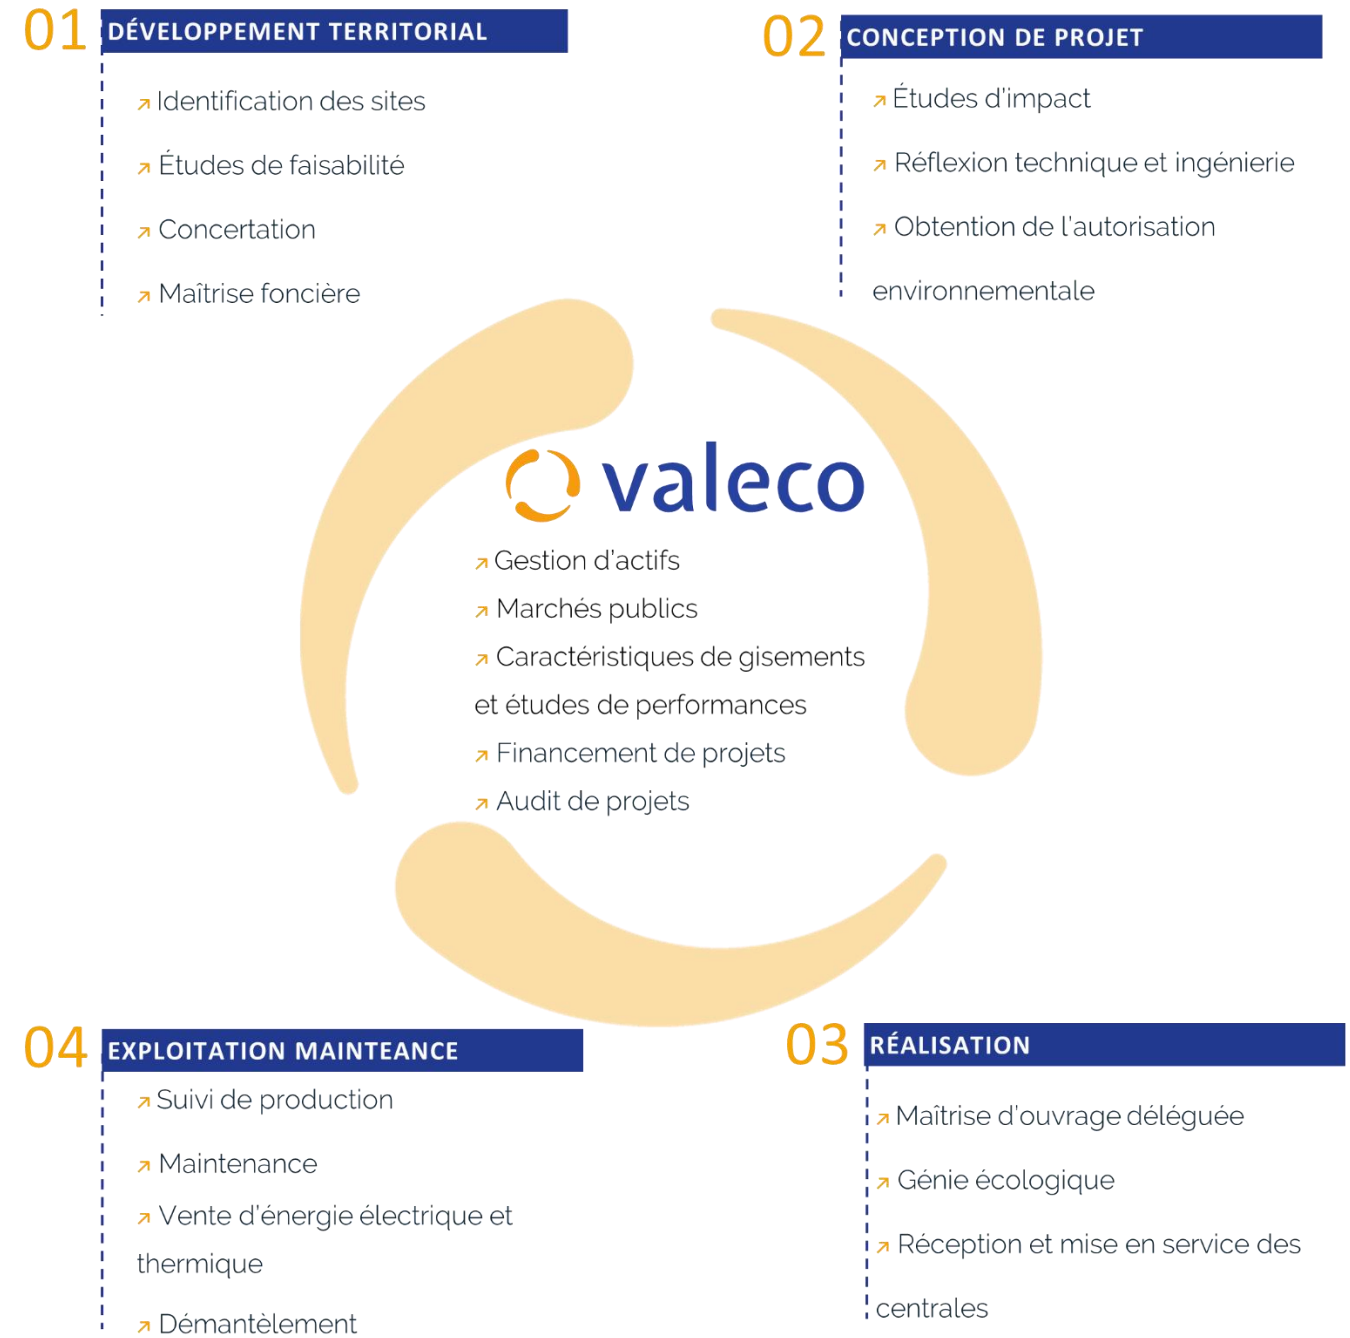 01 DÉVELOPPEMENT TERRITORIAL
Identification des sites
Études de faisabilité
Concertation
Maîtrise foncière
02 CONCEPTION DE PROJET
Études d'impact
Réflexion technique et ingénierie
Obtention de l'autorisation
environnementale
valeco
Gestion d'actifs
Marchés publics
Caractéristiques de gisements
et études de performances
Financement de projets
Audit de projets
04 EXPLOITATION MAINTEANCE
Suivi de production
Maintenance
Vente d'énergie électrique et
thermique
Démantèlement
03 RÉALISATION
Maîtrise d'ouvrage déléguée
Génie écologique
Réception et mise en service des
centrales